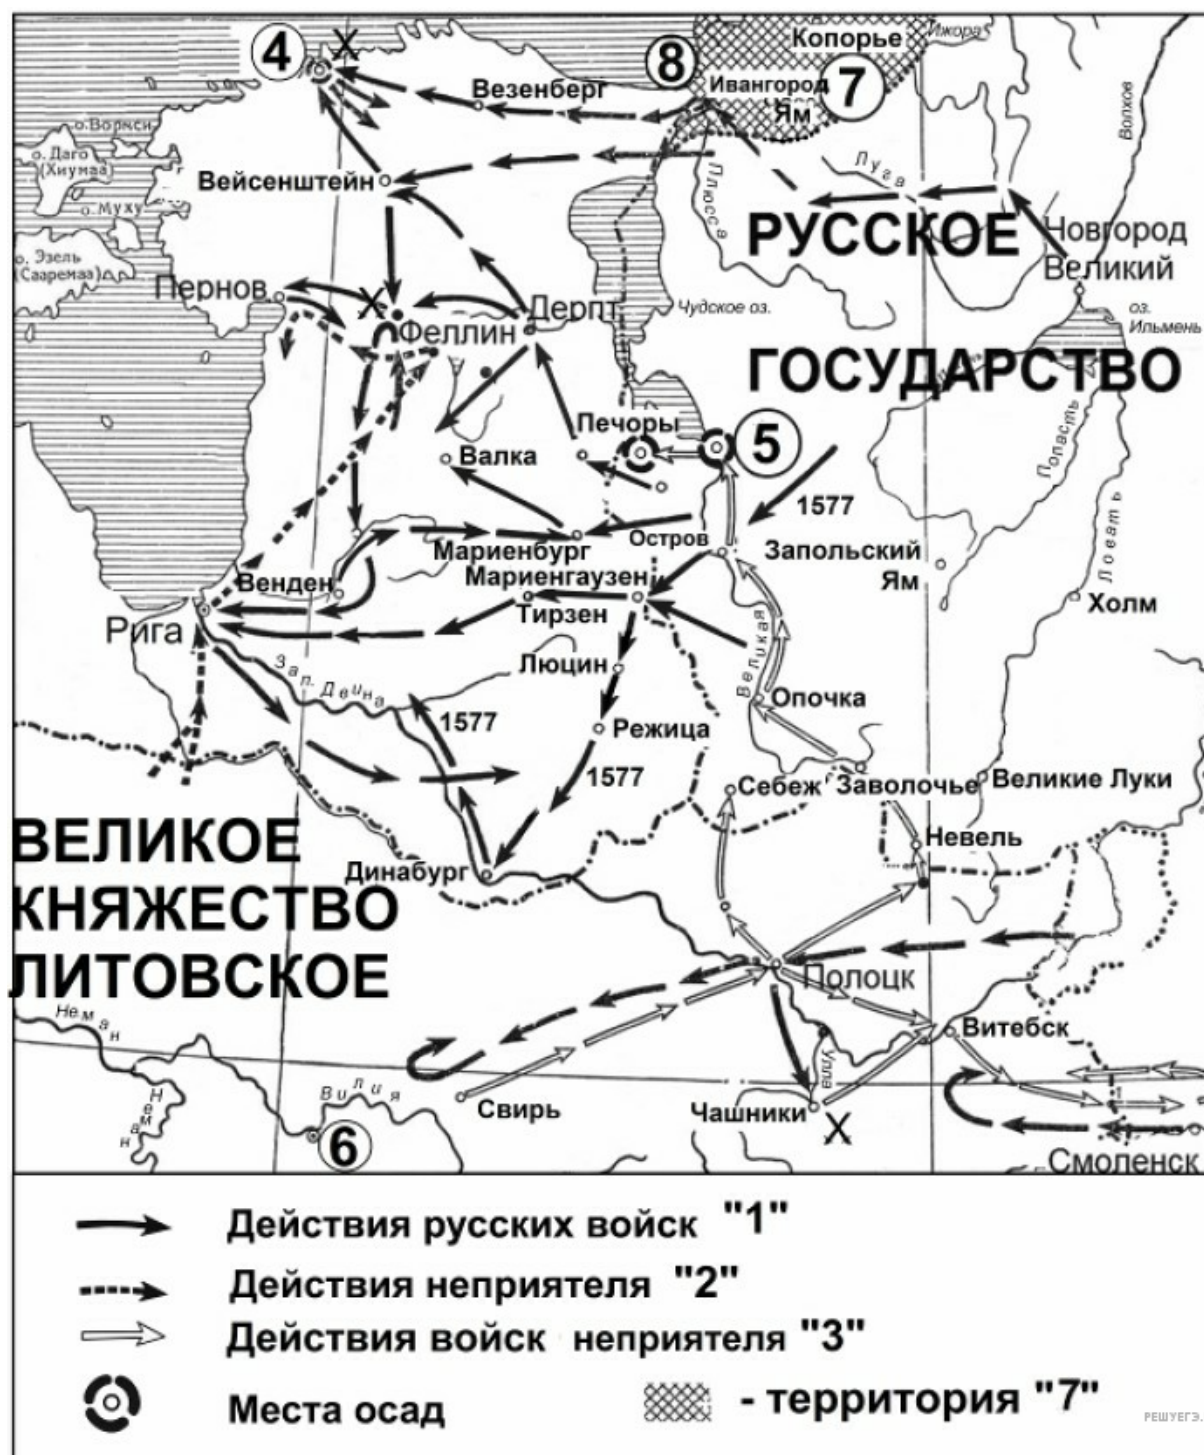 4
X
8
Копорье
Ижора
Везенберг
Ивангород
7
Ям
Волхов
о.Вормси
о. Даго
(Хиумаа)
Вейсенштейн
Плюсса
Луга
о.Муху
РУССКОЕ
Новгород
Великий
о. Эзель
(Сааремаа)
Пернов
X
Дерпт
Чудское оз.
оз.
Ильмень
Феллин
ГОСУДАРСТВО
Печоры
5
Валка
1577
Ловать
Остров
Запольский
Ям
Мариенбург
Мариенгаузен
Венден
Тирзен
Холм
Рига
Великая
Люцин
Зап. Двина
Опочка
1577
Режица
1577
Себеж
Заволочье
Великие Луки
ВЕЛИКОЕ
КНЯЖЕСТВО
ЛИТОВСКОЕ
Невель
Динабург
Полоцк
Неман
Витебск
Улла
Вилия
Неман
Свирь
Чашники
X
6
Смоленск
Действия русских войск "1"
Действия неприятеля "2"
Действия войск неприятеля "3"
Места осад
- территория "7"
РЕШУЕГЭ.